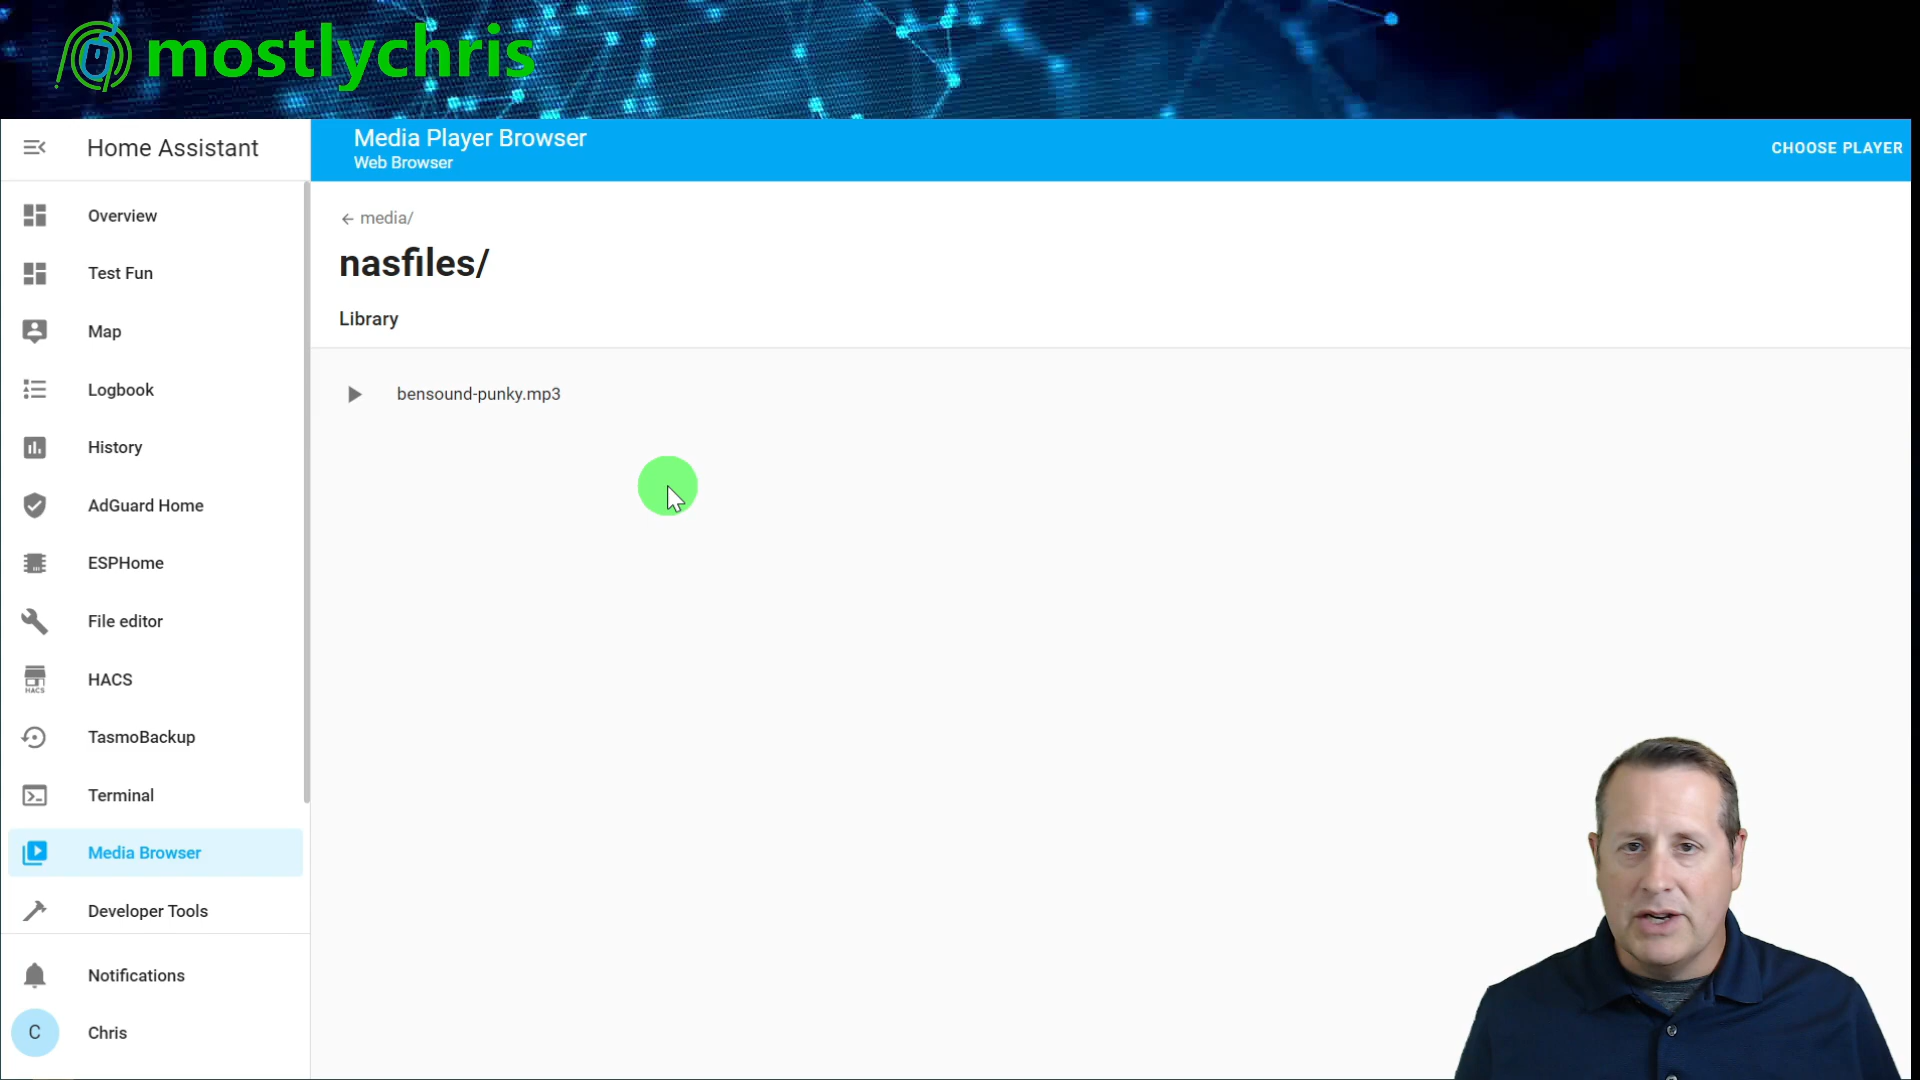 mostlychris
Home Assistant
Media Player Browser
Web Browser
CHOOSE PLAYER
Overview
Test Fun
Map
Logbook
History
AdGuard Home
ESPHome
File editor
HACS
HACS
TasmoBackup
Terminal
Media Browser
Developer Tools
Notifications
C
Chris
media/
nasfiles/
Library
bensound-punky.mp3